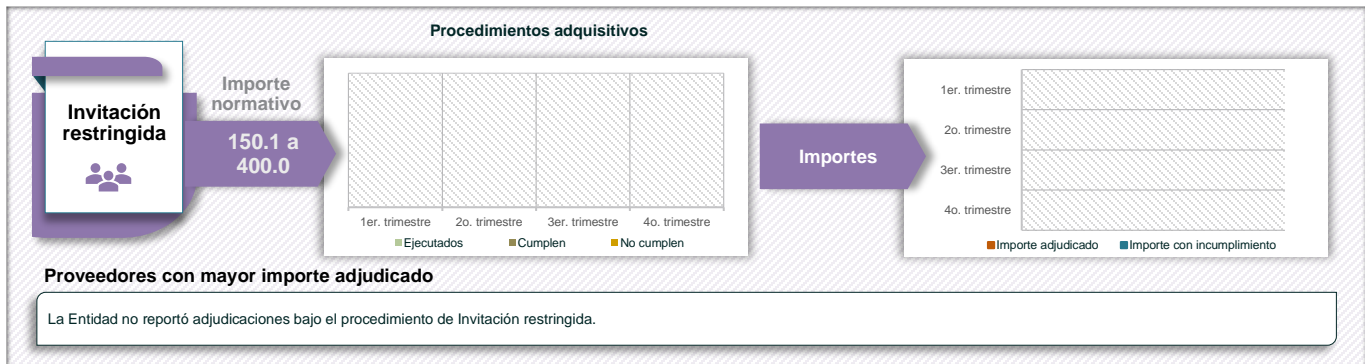 Procedimientos adquisitivos
Invitación
restringida
Importe
normativo
150.1 a
400.0
1er. trimestre
2o. trimestre
3er. trimestre
4o. trimestre
Ejecutados
Cumplen
No cumplen
Importes
1er. trimestre
2o. trimestre
3er. trimestre
4o. trimestre
Importe adjudicado
Importe con incumplimiento
Proveedores con mayor importe adjudicado
La Entidad no reportó adjudicaciones bajo el procedimiento de Invitación restringida.